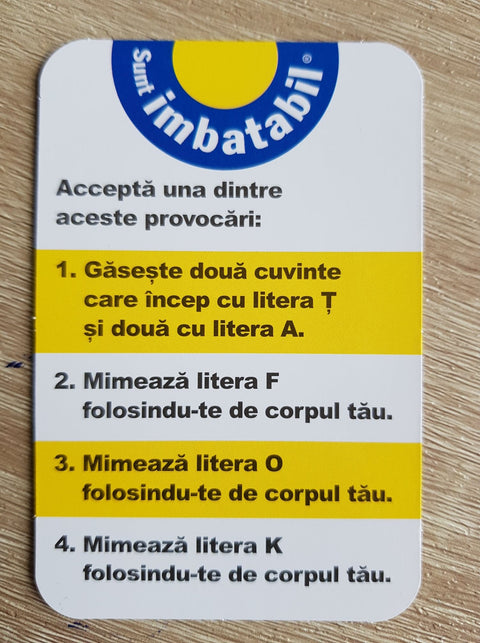 Sunt
imbatabil®
Acceptă una dintre
aceste provocări:
1. Găsește două cuvinte
care încep cu litera Ț
și două cu litera A.
2. Mimează litera F
folosindu-te de corpul tău.
3. Mimează litera O
folosindu-te de corpul tău.
4. Mimează litera K
folosindu-te de corpul tău.